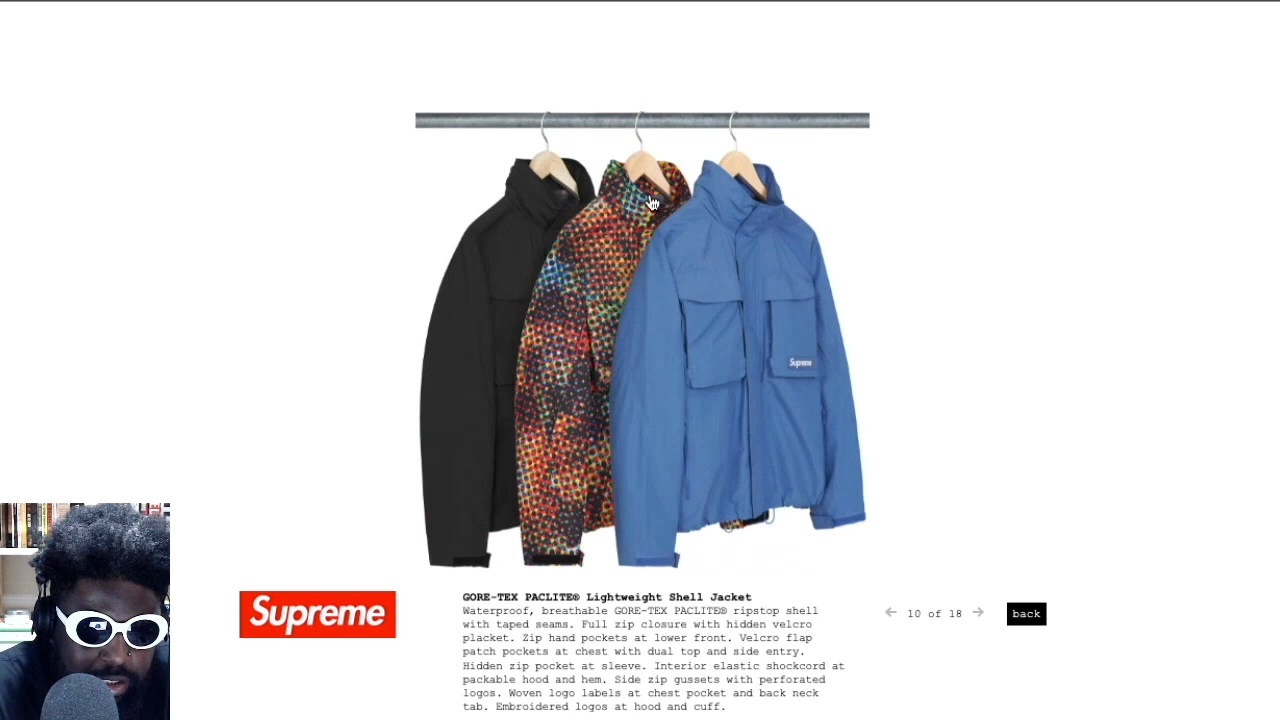 Supreme
Supreme
GORE-TEX PACLITE® Lightweight Shell Jacket
Waterproof, breathable GORE-TEX PACLITE® ripstop shell
with taped seams. Full zip closure with hidden velcro
placket. Zip hand pockets at lower front. Velcro flap
patch pockets at chest with dual top and side entry.
Hidden zip pocket at sleeve. Interior elastic shockcord at
packable hood and hem. Side zip gussets with perforated
logos. Woven logo labels at chest pocket and back neck
tab. Embroidered logos at hood and cuff.
← 10 of 18 →
back